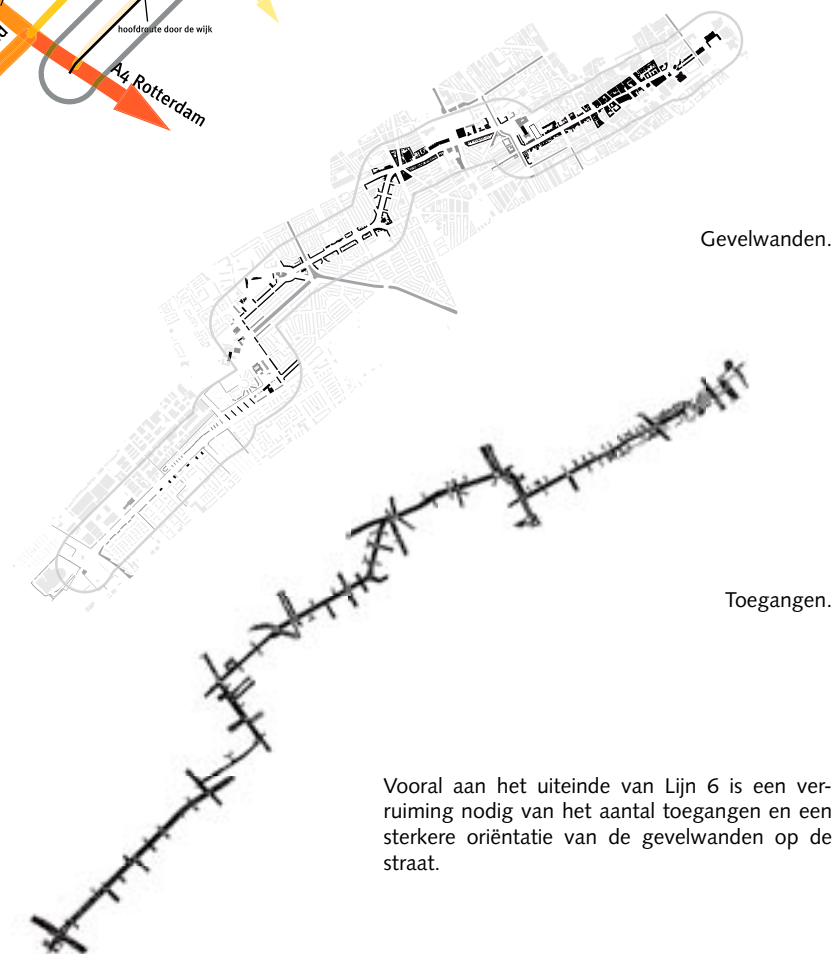 hoofdroute door de wijk
A4 Rotterdam
Gevelwanden.
Toegangen.
Vooral aan het uiteinde van Lijn 6 is een ver-
ruiming nodig van het aantal toegangen en een
sterkere oriëntatie van de gevelwanden op de
straat.